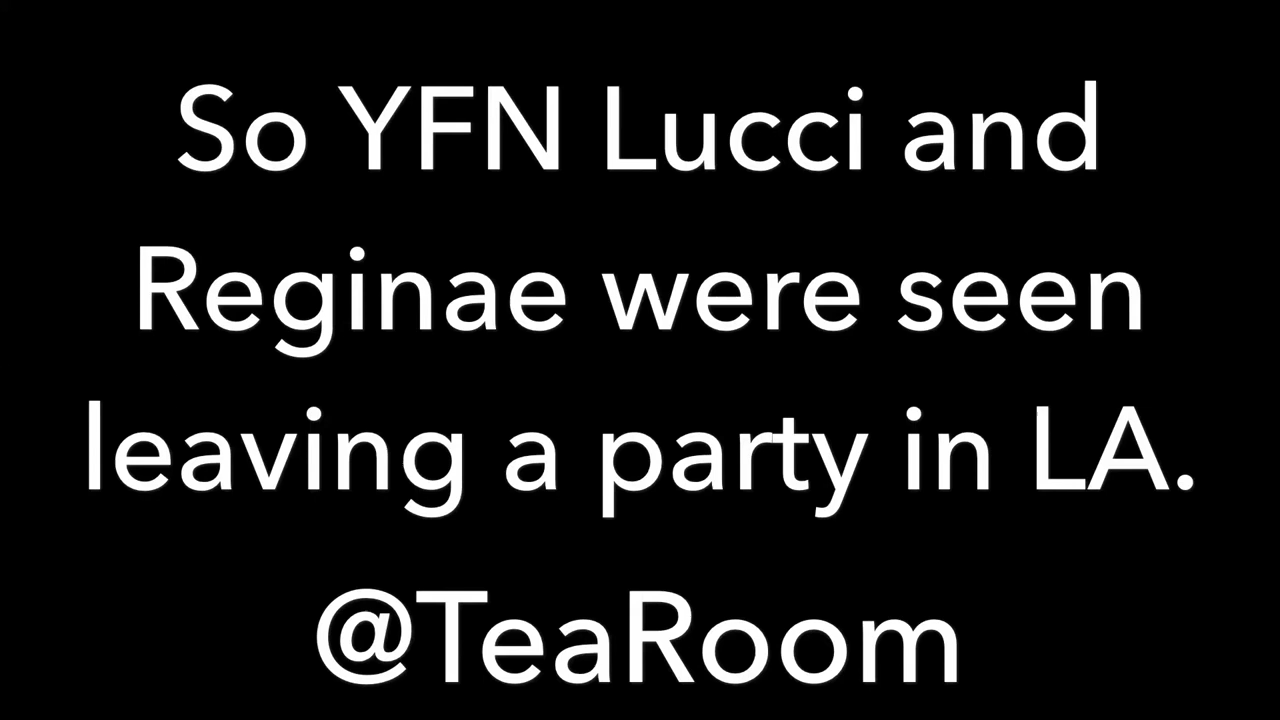 So YFN Lucci and
Reginae were seen
leaving a party in LA.
@TeaRoom